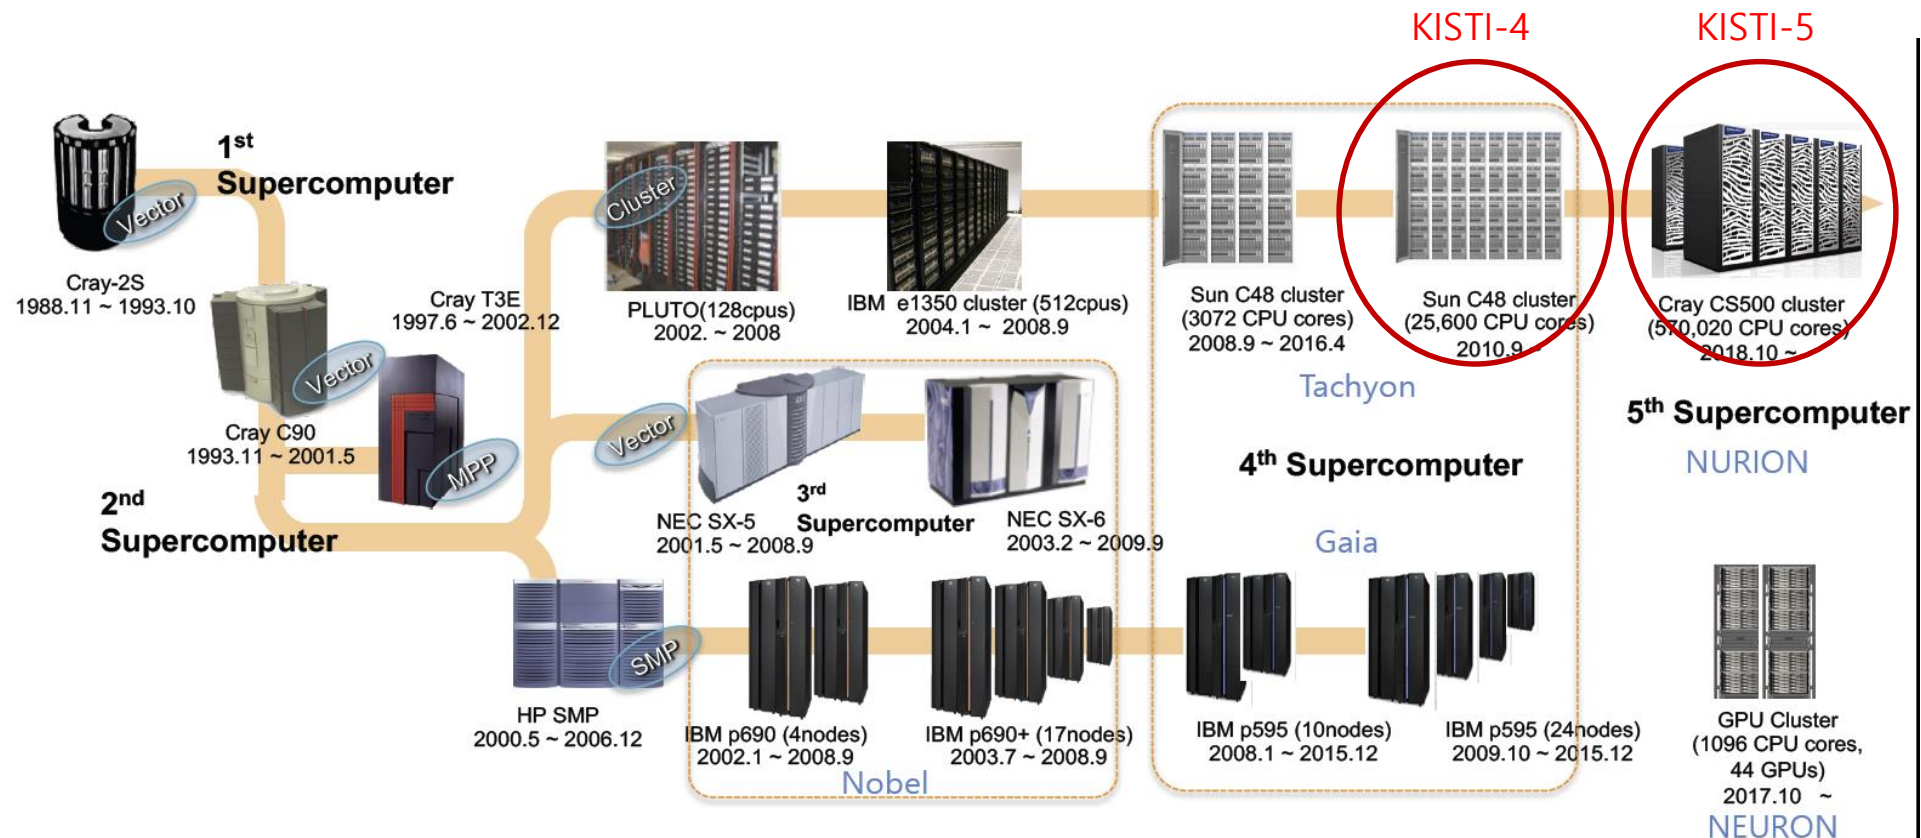 KISTI-4
KISTI-5
1st
Supercomputer
Vector
Cray-2S
1988.11 ~ 1993.10
Vector
Cray C90
1993.11 ~ 2001.5
Cray T3E
1997.6 ~ 2002.12
MPP
2nd
Supercomputer
Cluster
PLUTO(128cpus)
2002. ~ 2008
IBM e1350 cluster (512cpus)
2004.1 ~ 2008.9
Sun C48 cluster
(3072 CPU cores)
2008.9 ~ 2016.4
Sun C48 cluster
(25,600 CPU cores)
2010.9 ~
Tachyon
Cray CS500 cluster
(570,020 CPU cores)
2018.10 ~
5th Supercomputer
NURION
Vector
NEC SX-5
2001.5 ~ 2008.9
3rd
Supercomputer
NEC SX-6
2003.2 ~ 2009.9
4th Supercomputer
Gaia
SMP
HP SMP
2000.5 ~ 2006.12
IBM p690 (4nodes)
2002.1 ~ 2008.9
IBM p690+ (17nodes)
2003.7 ~ 2008.9
Nobel
IBM p595 (10nodes)
2008.1 ~ 2015.12
IBM p595 (24nodes)
2009.10 ~ 2015.12
GPU Cluster
(1096 CPU cores,
44 GPUs)
2017.10 ~
NEURON